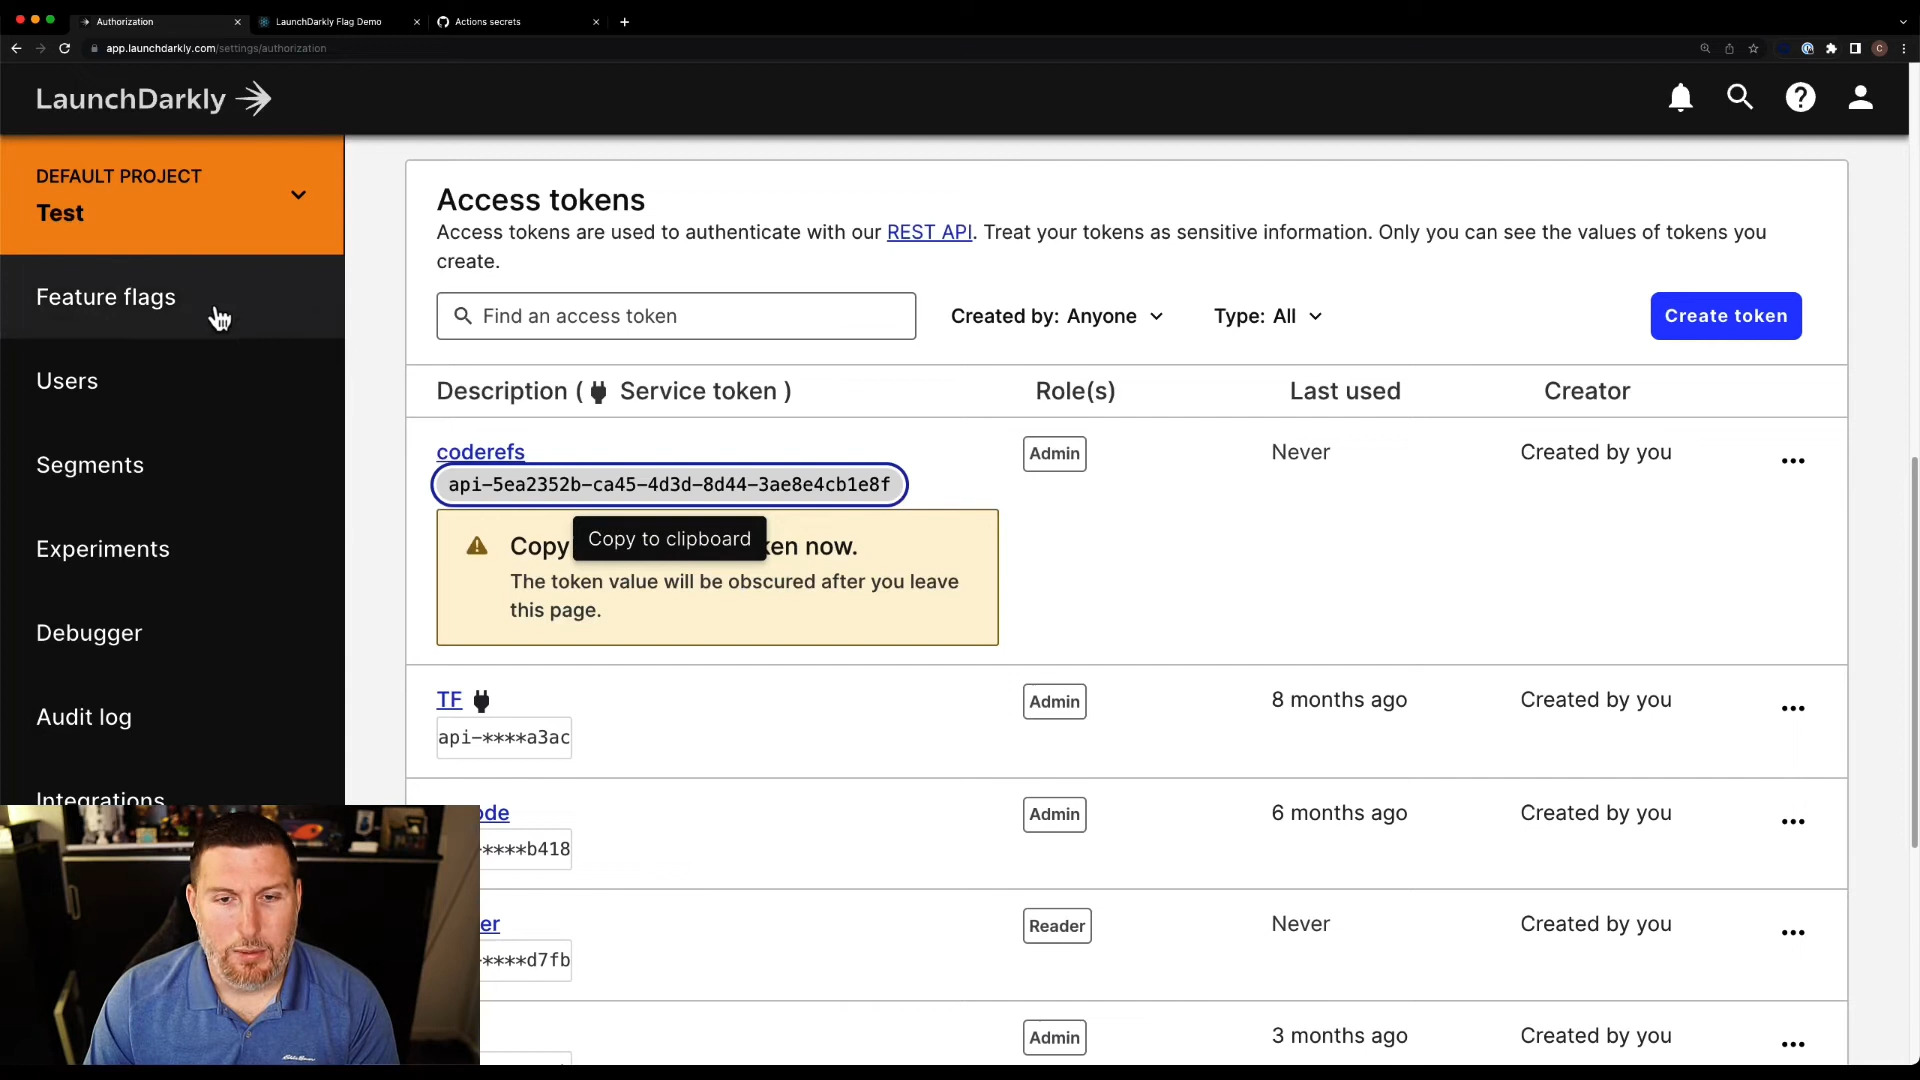 Authorization
LaunchDarkly Flag Demo
Actions secrets
app.launchdarkly.com/settings/authorization
C
LaunchDarkly
DEFAULT PROJECT
Test
Feature flags
Users
Segments
Experiments
Debugger
Audit log
Integrations
Access tokens
Access tokens are used to authenticate with our REST API. Treat your tokens as sensitive information. Only you can see the values of tokens you
create.
Find an access token
Created by: Anyone
Type: All
Create token
Description ( Service token )
Role(s)
Last used
Creator
coderefs
Admin
Never
Created by you
api-5ea2352b-ca45-4d3d-8d44-3ae8e4cb1e8f
Copy to clipboard
Copy ken now.
The token value will be obscured after you leave
this page.
TF
Admin
8 months ago
Created by you
api-****a3ac
ode
Admin
6 months ago
Created by you
****b418
er
Reader
Never
Created by you
****d7fb
Admin
3 months ago
Created by you